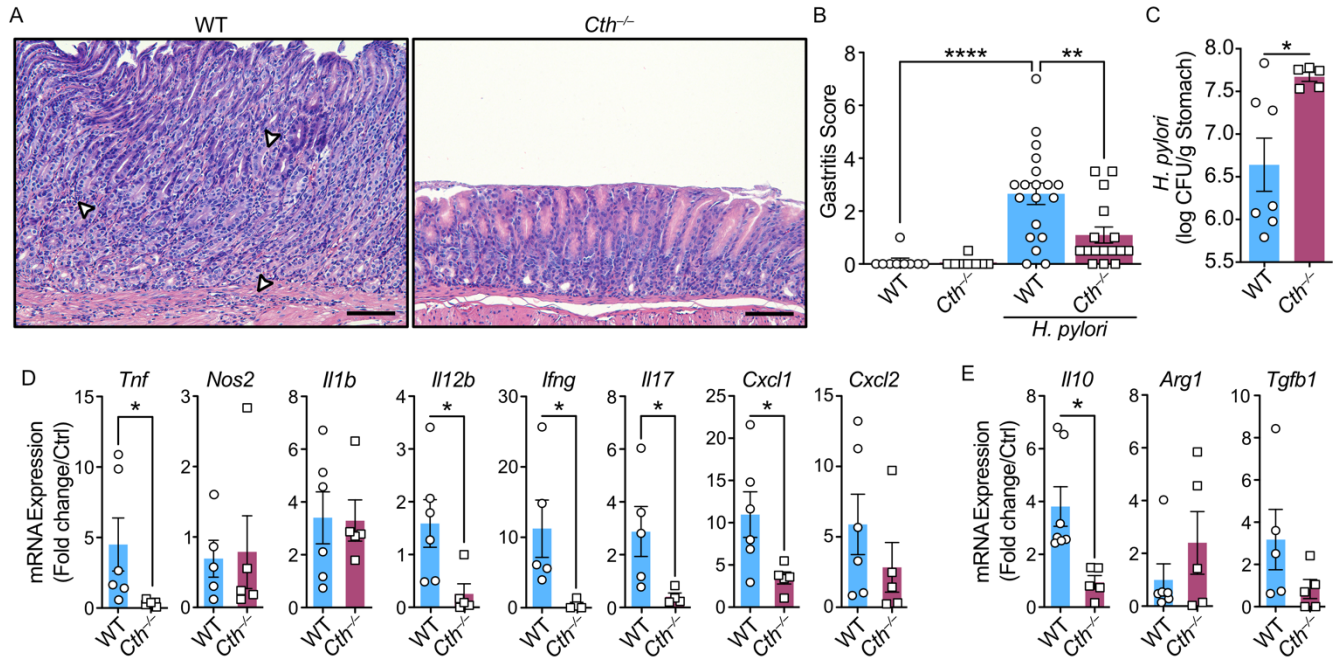 A
WT
Cth–/–
B
Gastritis Score
8
6
4
2
0
****
**
WT
Cth–/–
WT
Cth–/–
H. pylori
C
H. pylori
(log CFU/g Stomach)
8.0
7.5
7.0
6.5
6.0
5.5
*
WT
Cth–/–
D
mRNA Expression
(Fold change/Ctrl)
Tnf
15
10
5
0
*
WT
Cth–/–
Nos2
3
2
1
0
WT
Cth–/–
Il1b
8
6
4
2
0
WT
Cth–/–
Il12b
4
3
2
1
0
*
WT
Cth–/–
Ifng
30
20
10
0
*
WT
Cth–/–
Il17
8
6
4
2
0
*
WT
Cth–/–
Cxcl1
25
20
15
10
5
0
*
WT
Cth–/–
Cxcl2
15
10
5
0
WT
Cth–/–
E
mRNA Expression
(Fold change/Ctrl)
Il10
8
6
4
2
0
*
WT
Cth–/–
Arg1
8
6
4
2
0
WT
Cth–/–
Tgfb1
10
8
6
4
2
0
WT
Cth–/–